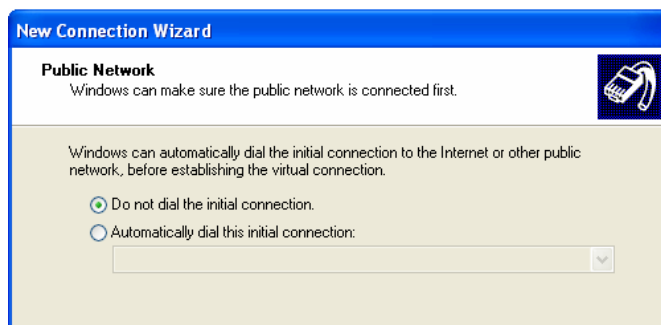 New Connection Wizard
Public Network
Windows can make sure the public network is connected first.
Windows can automatically dial the initial connection to the Internet or other public
network, before establishing the virtual connection.
Do not dial the initial connection.
Automatically dial this initial connection: